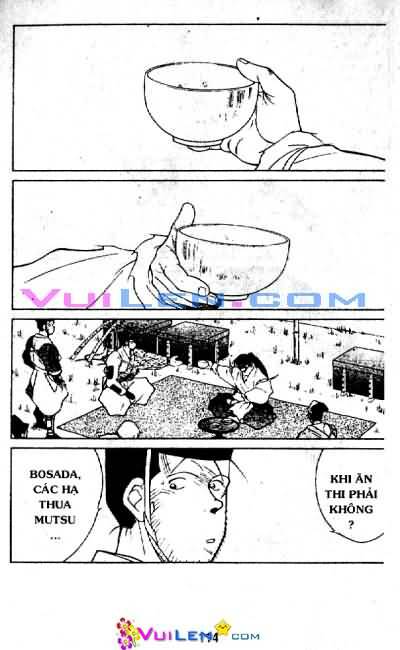 VuiLen.com
BOSADA,
CÁC HẠ
THUA
MUTSU
...
KHI ĂN
THI PHẢI
KHÔNG
?
VuiLen.com